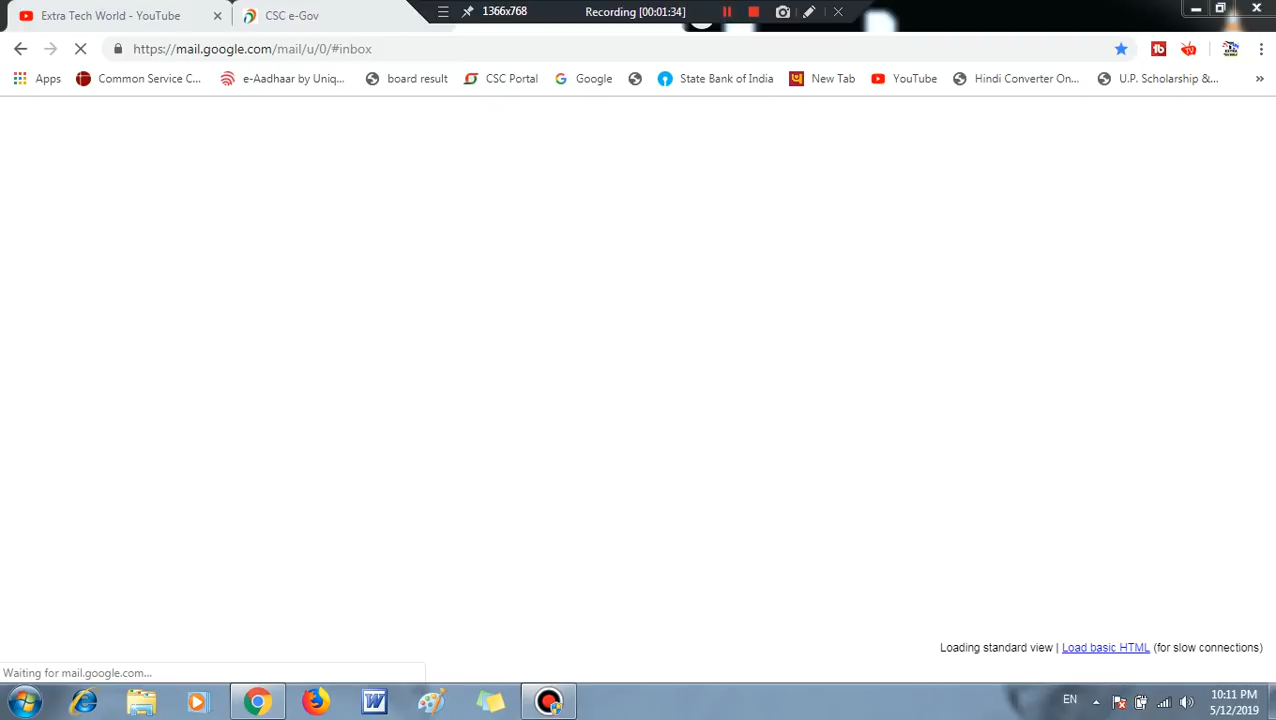 Extra Tech World - YouTube
CSC e-Gov
1366x768
Recording [00:01:34]
https://mail.google.com/mail/u/0/#inbox
Apps
Common Service C...
e-Aadhar by Uniq...
board result
CSC Portal
Google
State Bank of India
New Tab
YouTube
Hindi Converter On...
U.P. Scholarship &...
»
Loading standard view | Load basic HTML (for slow connections)
Waiting for mail.google.com...
EN
10:11 PM
5/12/2019